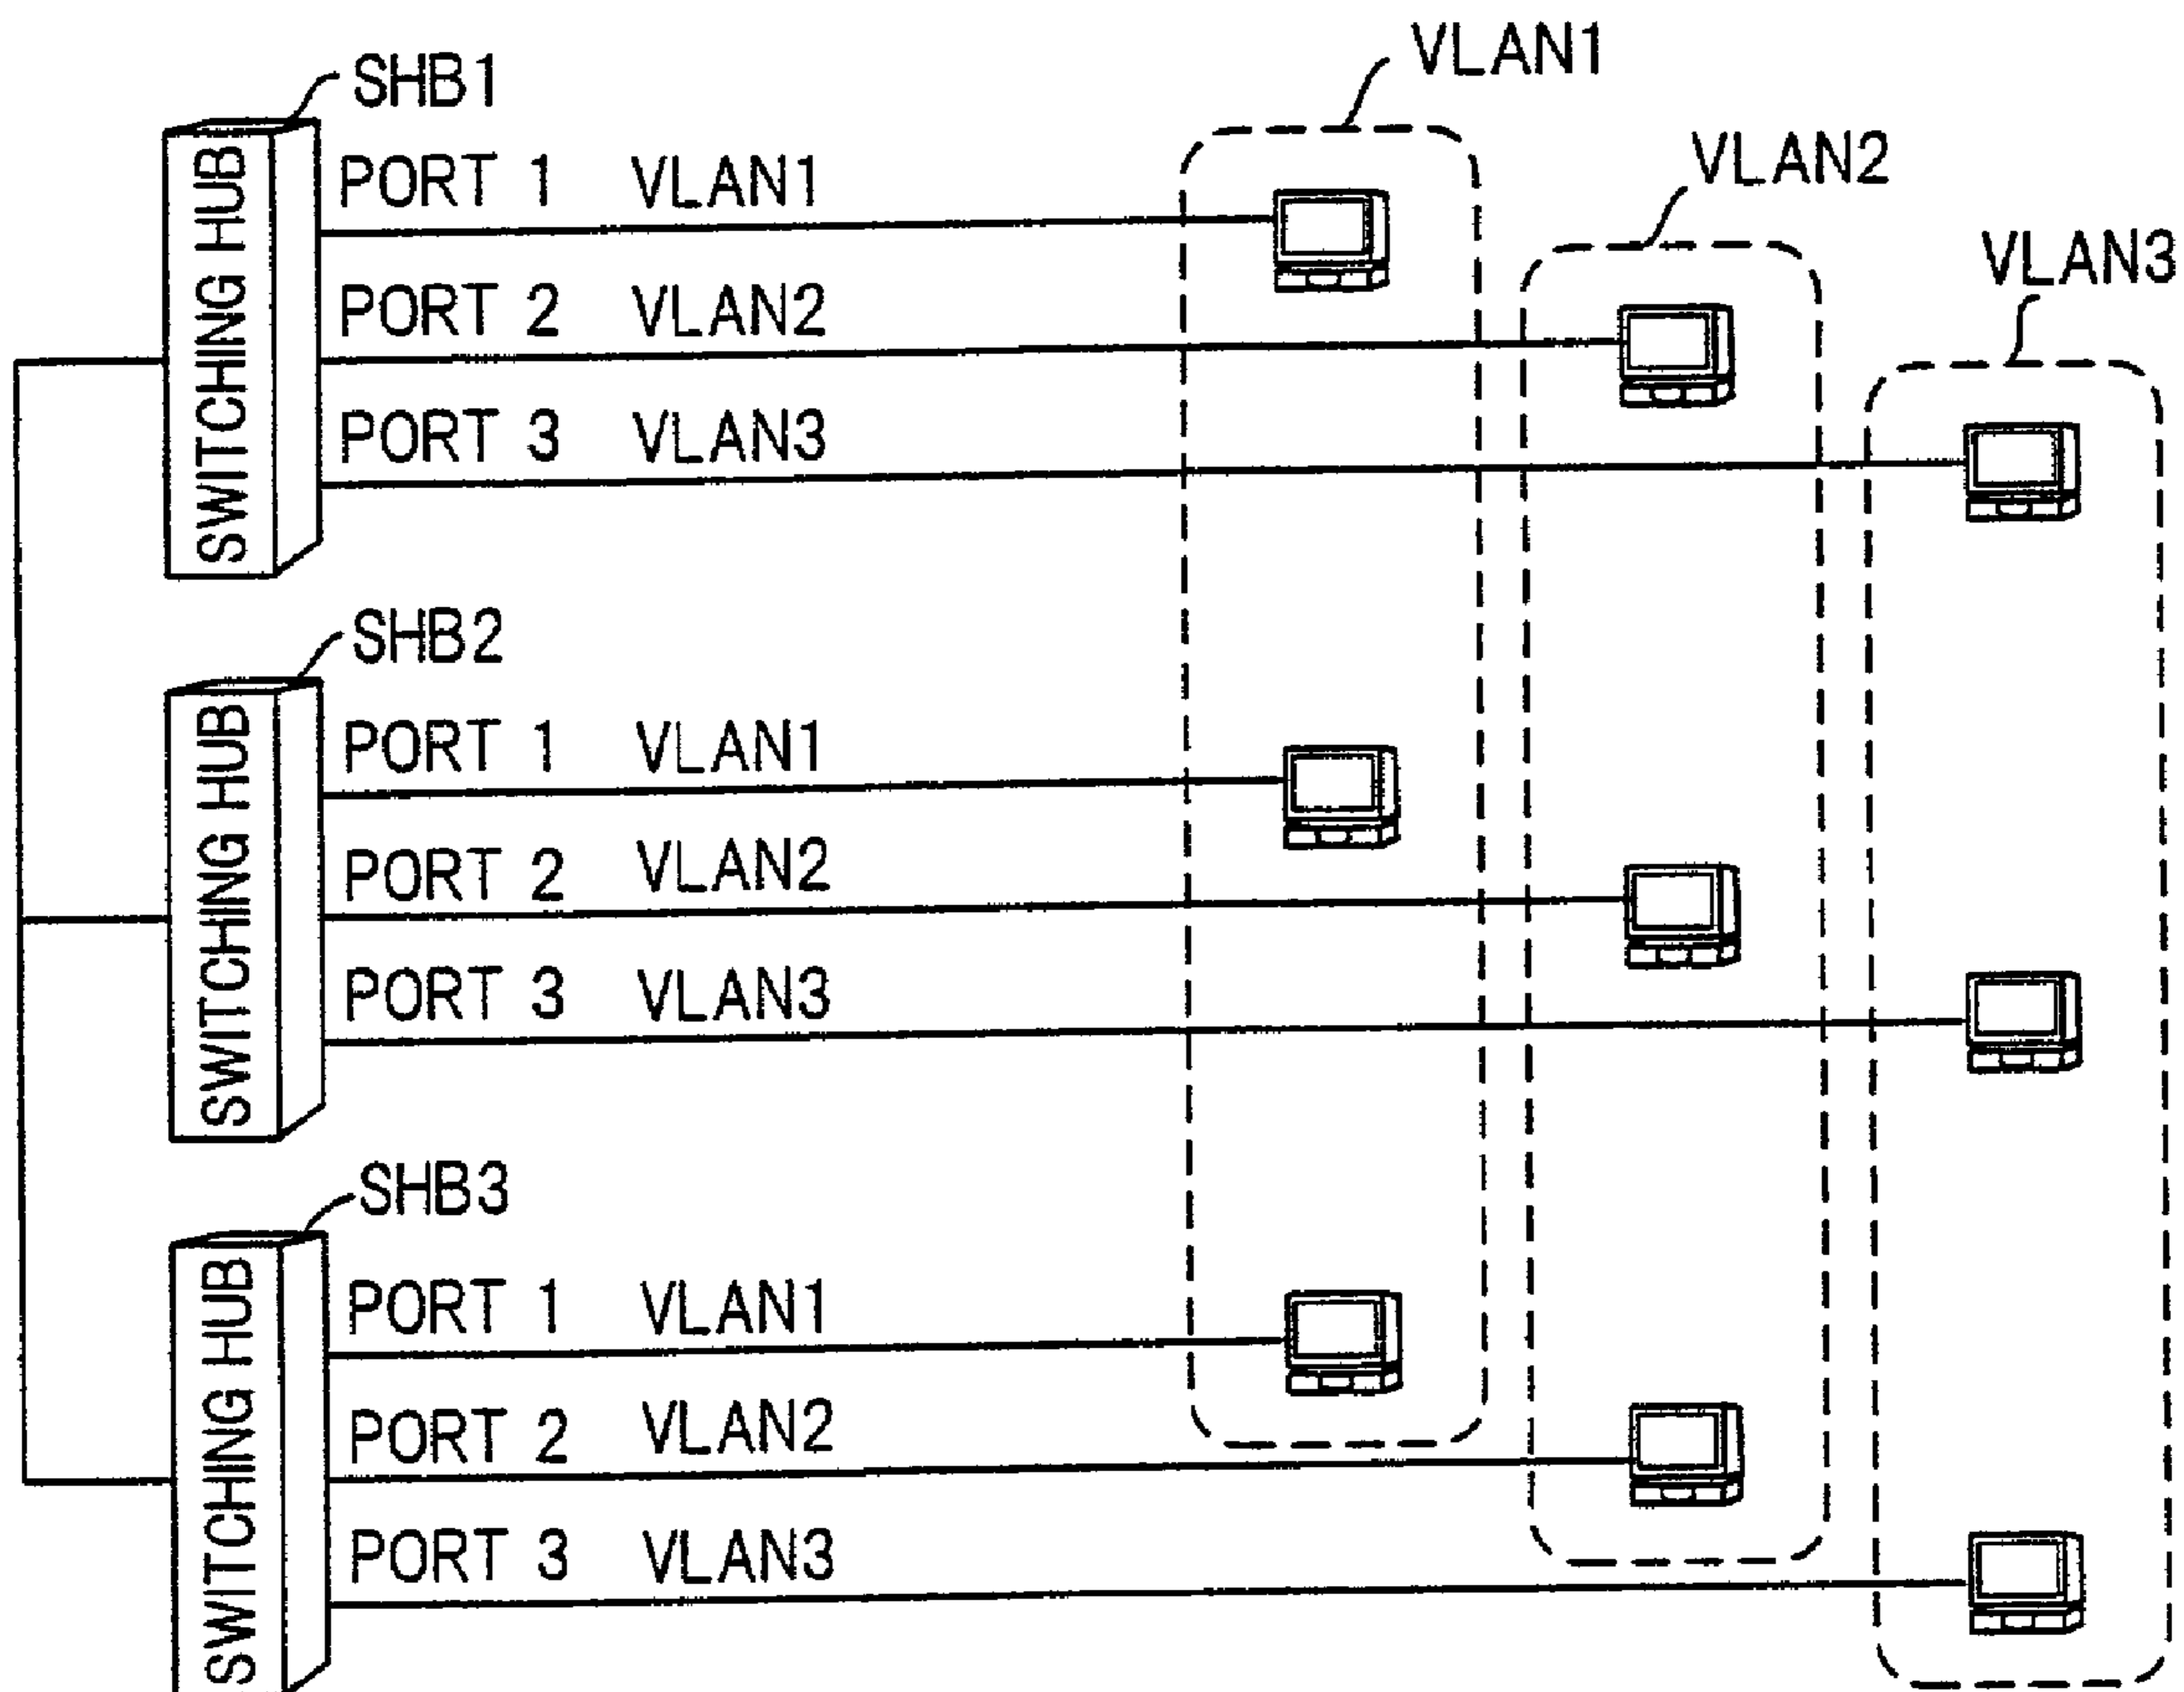 VLAN1
VLAN2
VLAN3
SHB1
SWITCHING HUB
PORT 1 VLAN1
PORT 2 VLAN2
PORT 3 VLAN3
SHB2
SWITCHING HUB
PORT 1 VLAN1
PORT 2 VLAN2
PORT 3 VLAN3
SHB3
SWITCHING HUB
PORT 1 VLAN1
PORT 2 VLAN2
PORT 3 VLAN3